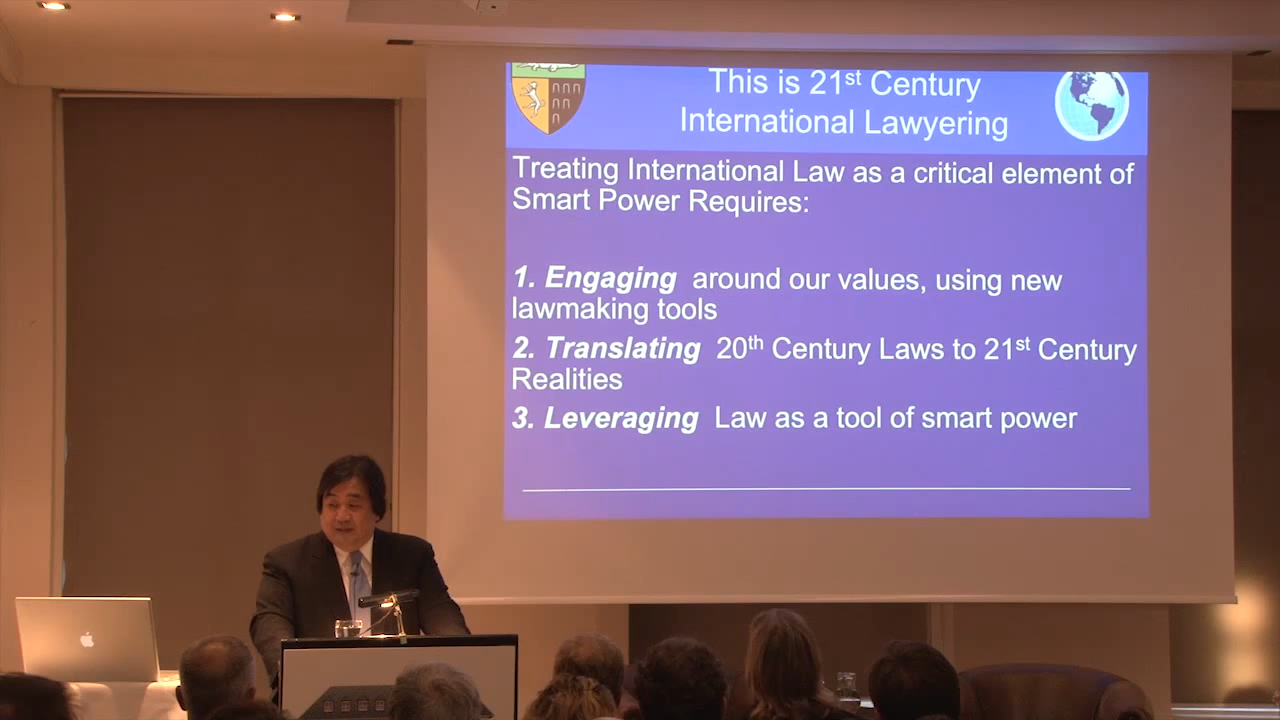 This is 21st Century
International Lawyering
Treating International Law as a critical element of
Smart Power Requires:
1. Engaging around our values, using new
lawmaking tools
2. Translating 20th Century Laws to 21st Century
Realities
3. Leveraging Law as a tool of smart power